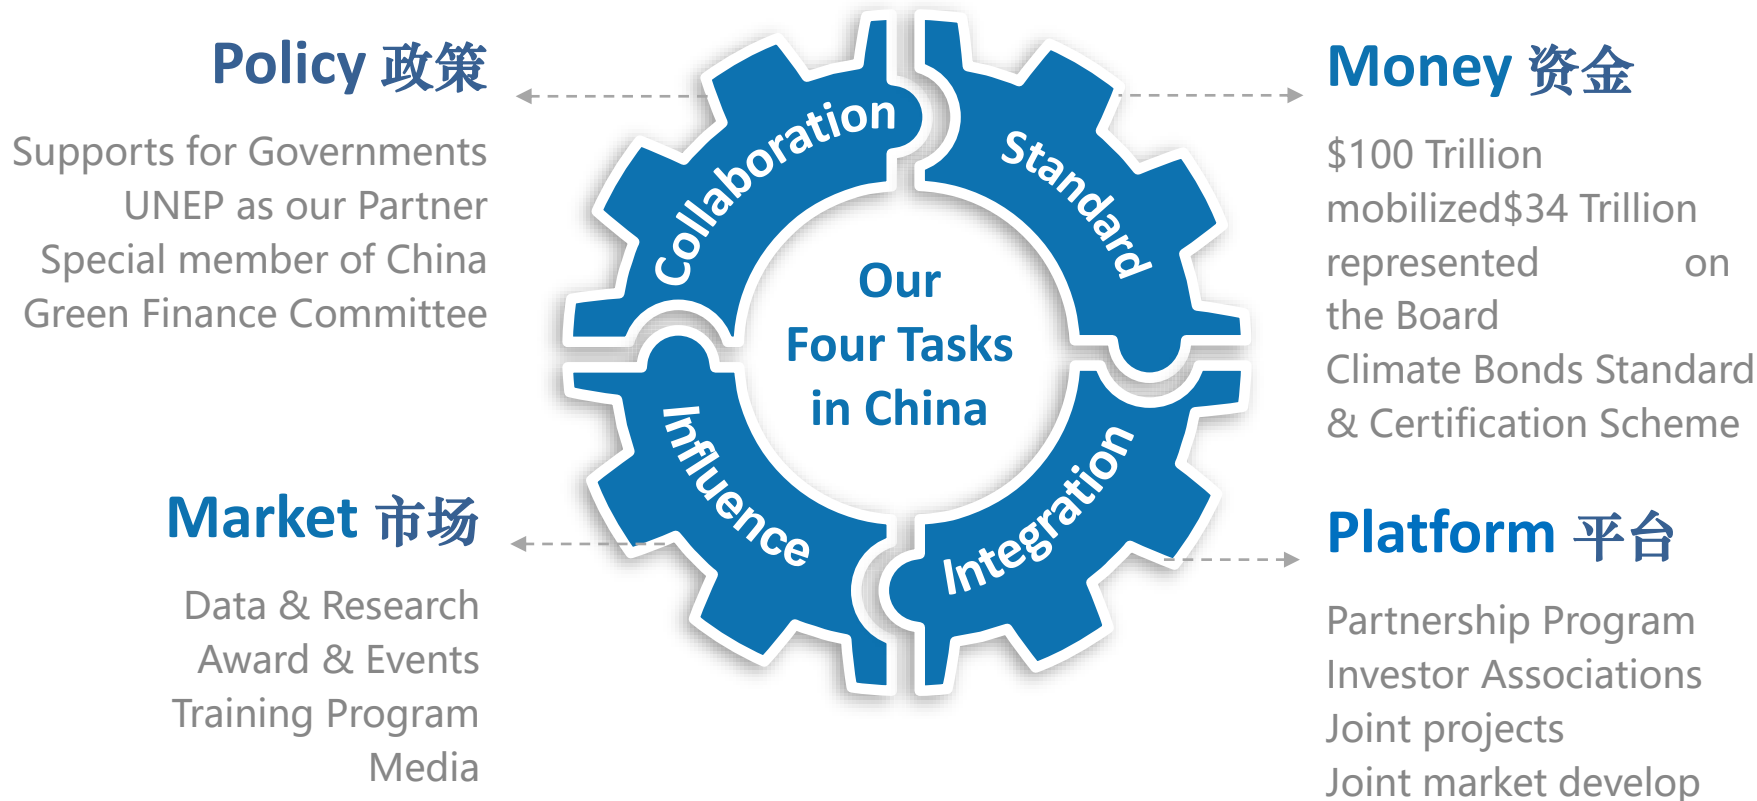 Policy 政策
Supports for Governments
UNEP as our Partner
Special member of China
Green Finance Committee
Money 资金
$100 Trillion
mobilized$34 Trillion
represented on
the Board
Climate Bonds Standard
& Certification Scheme
Collaboration
Standard
Our
Four Tasks
in China
Influence
Integration
Market 市场
Data & Research
Award & Events
Training Program
Media
Platform 平台
Partnership Program
Investor Associations
Joint projects
Joint market develop